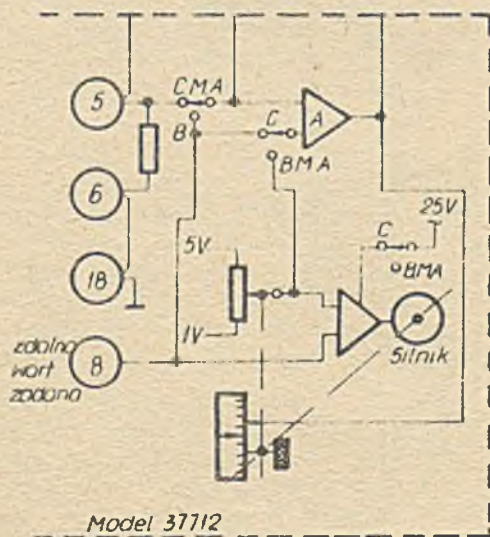 5
CMA
A
B
C
BMA
6
5V
25V
C
BMA
18
1V
8
zdalna
wart
zadana
Silnik
Model 37712